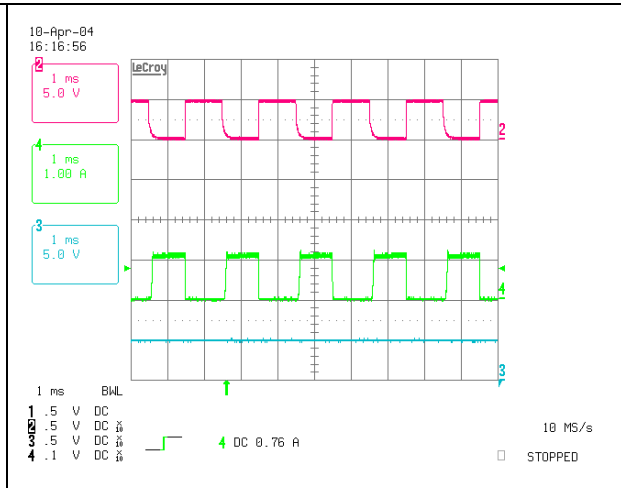 10-Apr-04
16:16:56
LeCroy
2
1 ms
5.0 V
2
4
1 ms
1.00 A
3
1 ms
5.0 V
4
3
1 ms BWL
1 .5 V DC
2 .5 V DC X10
3 .5 V DC X10
4 .1 V DC X10
4 DC 0.76 A
10 MS/s
STOPPED